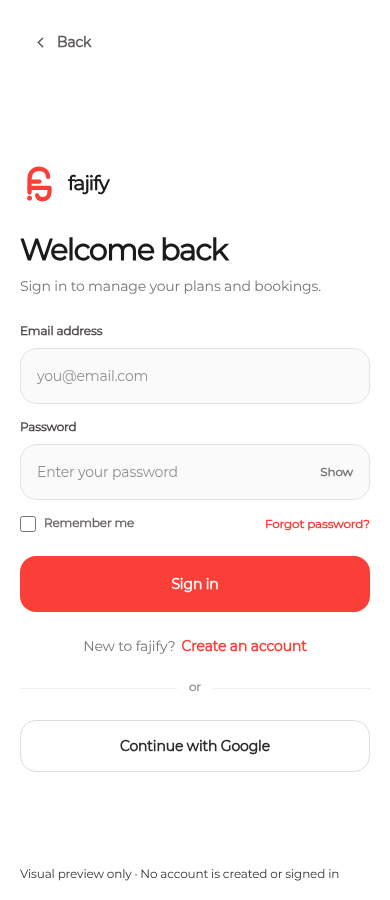 Back
fajify
Welcome back
Sign in to manage your plans and bookings.
Email address
you@email.com
Password
Enter your password Show
Remember me Forgot password?
Sign in
New to fajify? Create an account
or
Continue with Google
Visual preview only · No account is created or signed in